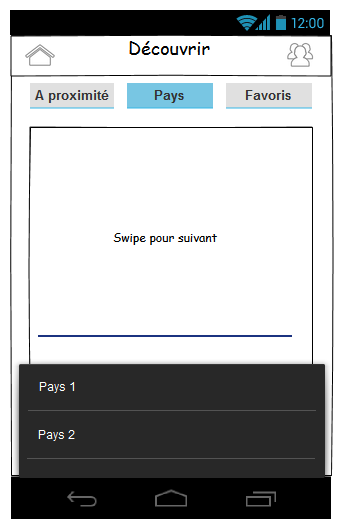 12:00
Découvrir
A proximité
Pays
Favoris
Swipe pour suivant
Pays 1
Pays 2